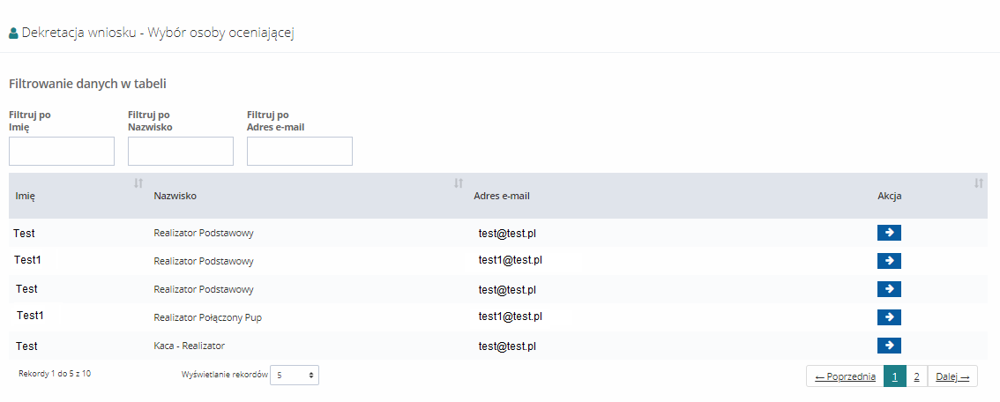 Dekretacja wniosku - Wybór osoby oceniającej
Filtrowanie danych w tabeli
Filtruj po Imię
Filtruj po Nazwisko
Filtruj po Adres e-mail
Imię Nazwisko Adres e-mail Akcja
Test Realizator Podstawowy test@test.pl
Test1 Realizator Podstawowy test1@test.pl
Test Realizator Podstawowy test@test.pl
Test1 Realizator Połączony Pup test1@test.pl
Test Kaca - Realizator test@test.pl
Rekordy 1 do 5 z 10 Wyświetlanie rekordów 5 ← Poprzednia 1 2 Dalej →